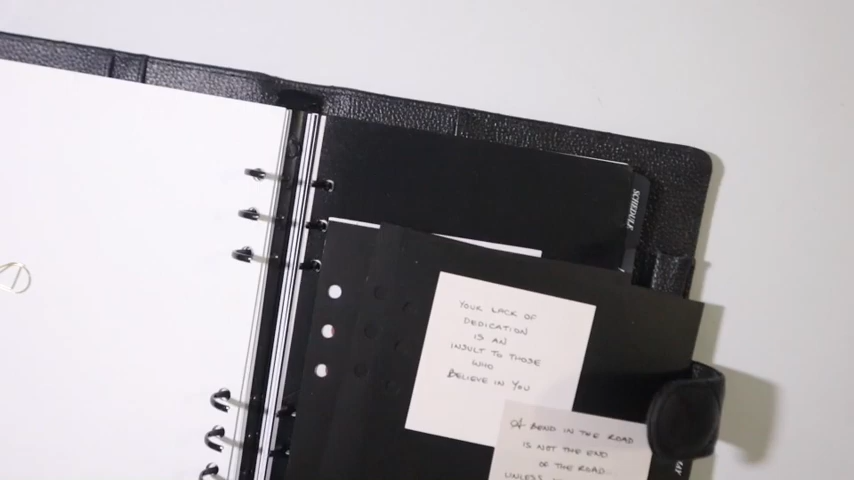 SCHEDULE
YOUR LACK OF
DEDICATION
IS AN
INSULT TO THOSE
WHO
BELIEVE IN YOU
A BEND IN THE ROAD
IS NOT THE END
OF THE ROAD..
UNLESS